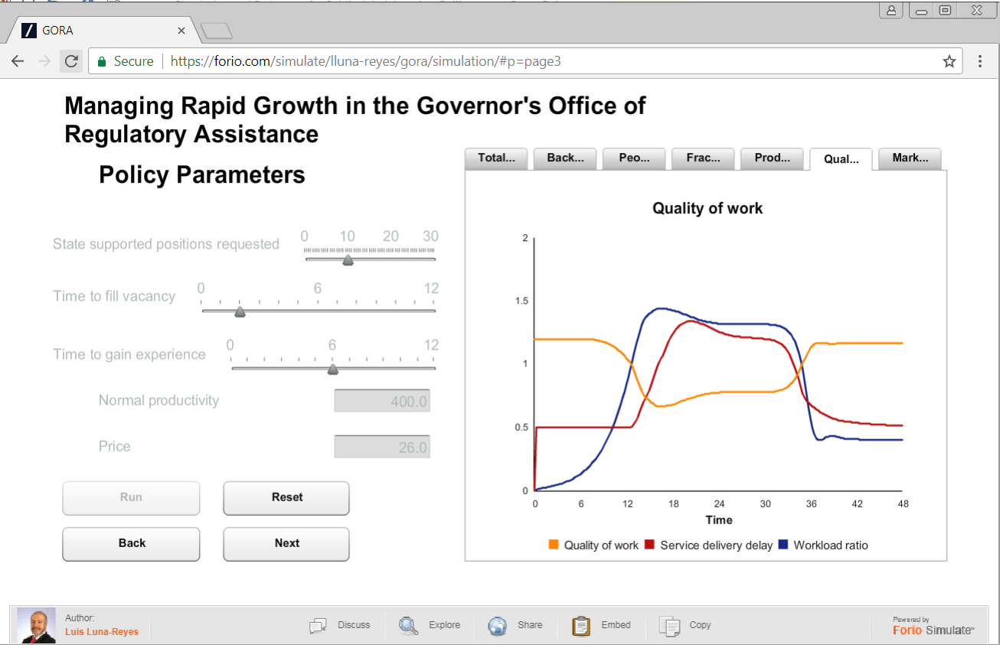 GORA
Secure https://forio.com/simulate/lluna-reyes/gora/simulation/#p=page3
Managing Rapid Growth in the Governor's Office of
Regulatory Assistance
Policy Parameters
State supported positions requested
0 10 20 30
Time to fill vacancy
0 6 12
Time to gain experience
0 6 12
Normal productivity 400.0
Price 26.0
Run Reset
Back Next
Total... Back... Peo... Frac... Prod... Qual... Mark...
Quality of work
2
1.5
1
0.5
0
0 6 12 18 24 30 36 42 48
Time
Quality of work Service delivery delay Workload ratio
Author:
Luis Luna-Reyes
Discuss Explore Share Embed Copy
Powered by
Forio Simulate